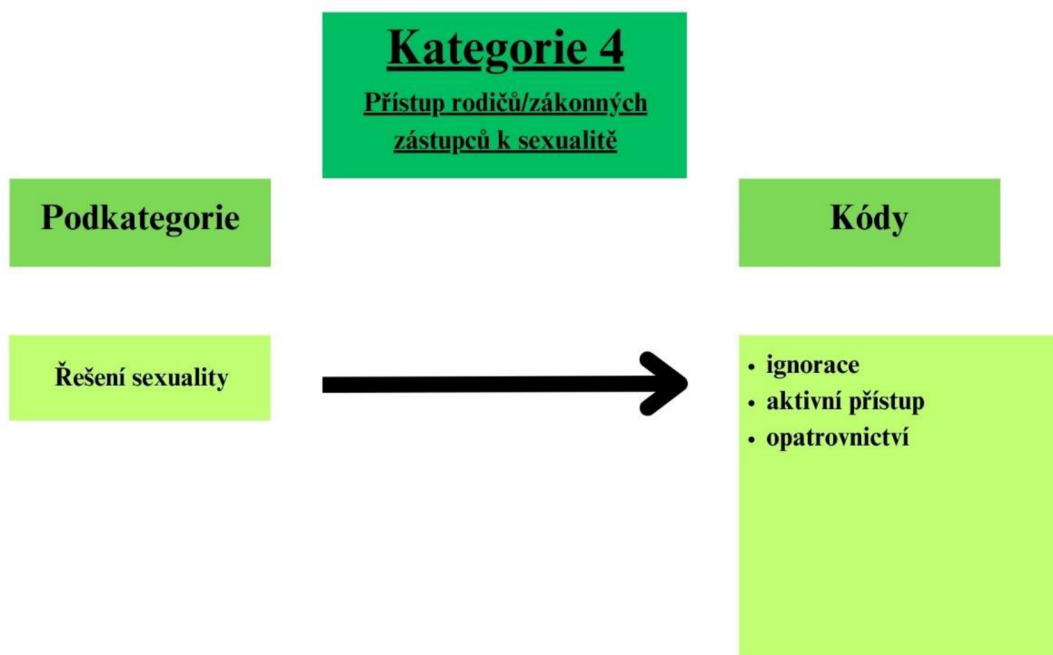 Kategorie 4
Přístup rodičů/zákonných
zástupců k sexualitě
Podkategorie
Kódy
Řešení sexuality
• ignorace
• aktivní přístup
• opatrovnictví